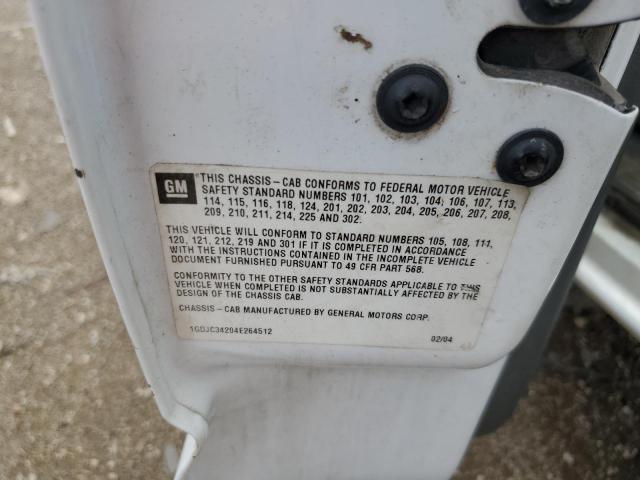 GM
THIS CHASSIS-CAB CONFORMS TO FEDERAL MOTOR VEHICLE
SAFETY STANDARD NUMBERS 101, 102, 103, 104, 106, 107, 113,
114, 115, 116, 118, 124, 201, 202, 203, 204, 205, 206, 207, 208,
209, 210, 211, 214, 225 AND 302.
THIS VEHICLE WILL CONFORM TO STANDARD NUMBERS 105, 108, 111,
120, 121, 212, 219 AND 301 IF IT IS COMPLETED IN ACCORDANCE
WITH THE INSTRUCTIONS CONTAINED IN THE INCOMPLETE VEHICLE
DOCUMENT FURNISHED PURSUANT TO 49 CFR PART 568.
CONFORMITY TO THE OTHER SAFETY STANDARDS APPLICABLE TO THIS
VEHICLE WHEN COMPLETED IS NOT SUBSTANTIALLY AFFECTED BY THE
DESIGN OF THE CHASSIS CAB.
CHASSIS-CAB MANUFACTURED BY GENERAL MOTORS CORP.
1GDJC34204E264512 02/04